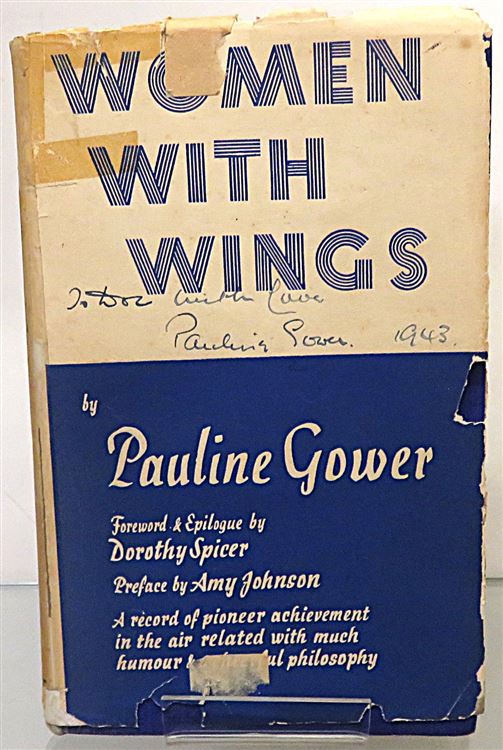 WOMEN
WITH
WINGS
To Doc with Love
Pauline Gower. 1943.
by
Pauline Gower
Foreword & Epilogue by
Dorothy Spicer
Preface by Amy Johnson
A record of pioneer achievement
in the air related with much
humour & philosophy